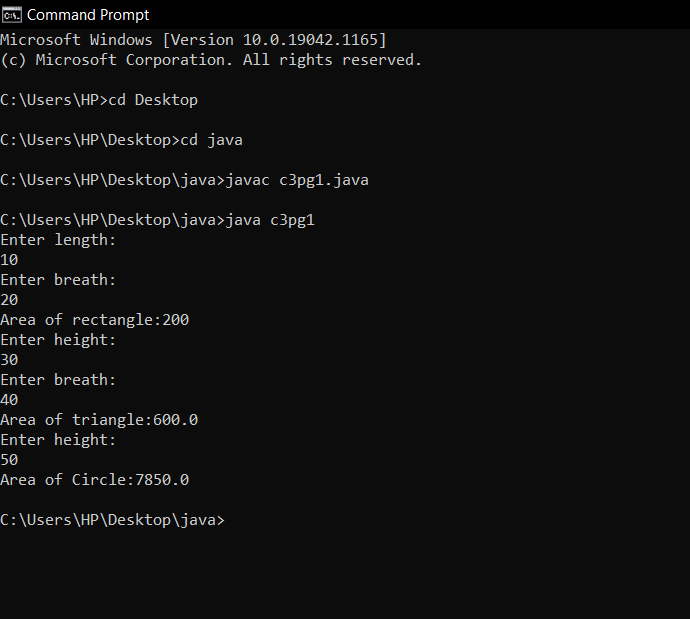 Command Prompt
Microsoft Windows [Version 10.0.19042.1165]
(c) Microsoft Corporation. All rights reserved.
C:\Users\HP>cd Desktop
C:\Users\HP\Desktop>cd java
C:\Users\HP\Desktop\java>javac c3pg1.java
C:\Users\HP\Desktop\java>java c3pg1
Enter length:
10
Enter breath:
20
Area of rectangle:200
Enter height:
30
Enter breath:
40
Area of triangle:600.0
Enter height:
50
Area of Circle:7850.0
C:\Users\HP\Desktop\java>